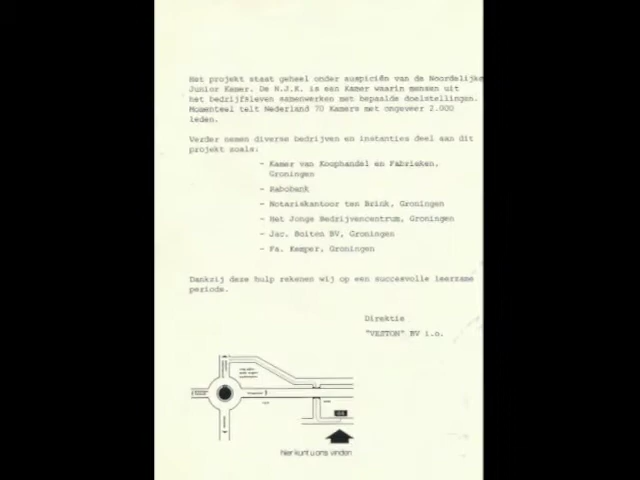 Het projekt staat geheel onder auspiciën van de Noordelijke
Junior Kamer. De N.J.K. is een Kamer waarin mensen uit
het bedrijfsleven samenwerken met bepaalde doelstellingen.
Momenteel telt Nederland 70 Kamers met ongeveer 2.000
leden.
Verder nemen diverse bedrijven en instanties deel aan dit
projekt zoals:
- Kamer van Koophandel en Fabrieken,
Groningen
- Rabobank
- Notariskantoor ten Brink, Groningen
- Het Jonge Bedrijvencentrum, Groningen
- Jac. Boiten BV, Groningen
- Fa. Kemper, Groningen
Dankzij deze hulp rekenen wij op een succesvolle leerzame
periode.
Direktie
"VESTON" BV i.o.
hier kunt u ons vinden